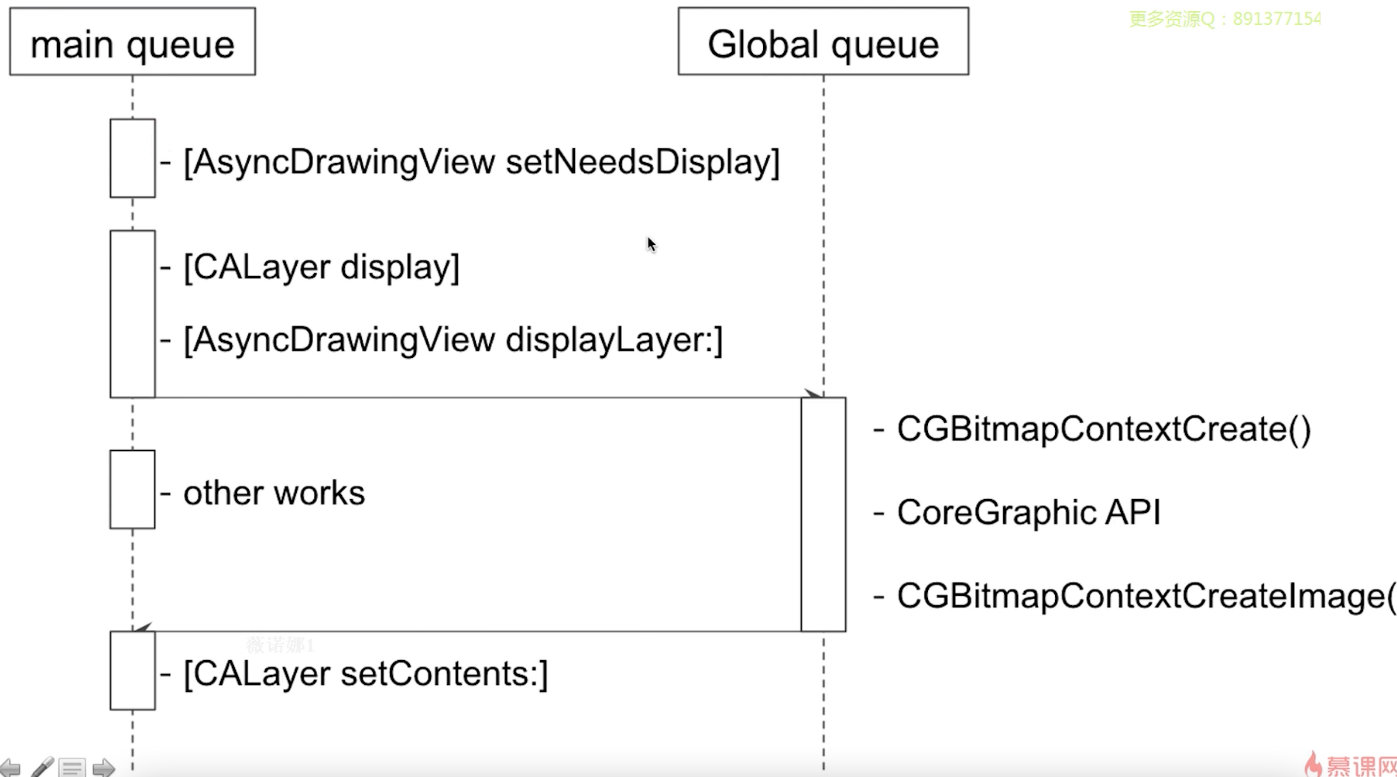 main queue
Global queue
更多资源Q：891377154
- [AsyncDrawingView setNeedsDisplay]
- [CALayer display]
- [AsyncDrawingView displayLayer:]
- CGBitmapContextCreate()
- other works
- CoreGraphic API
- CGBitmapContextCreateImage(
薇诺娜1
- [CALayer setContents:]
慕课网